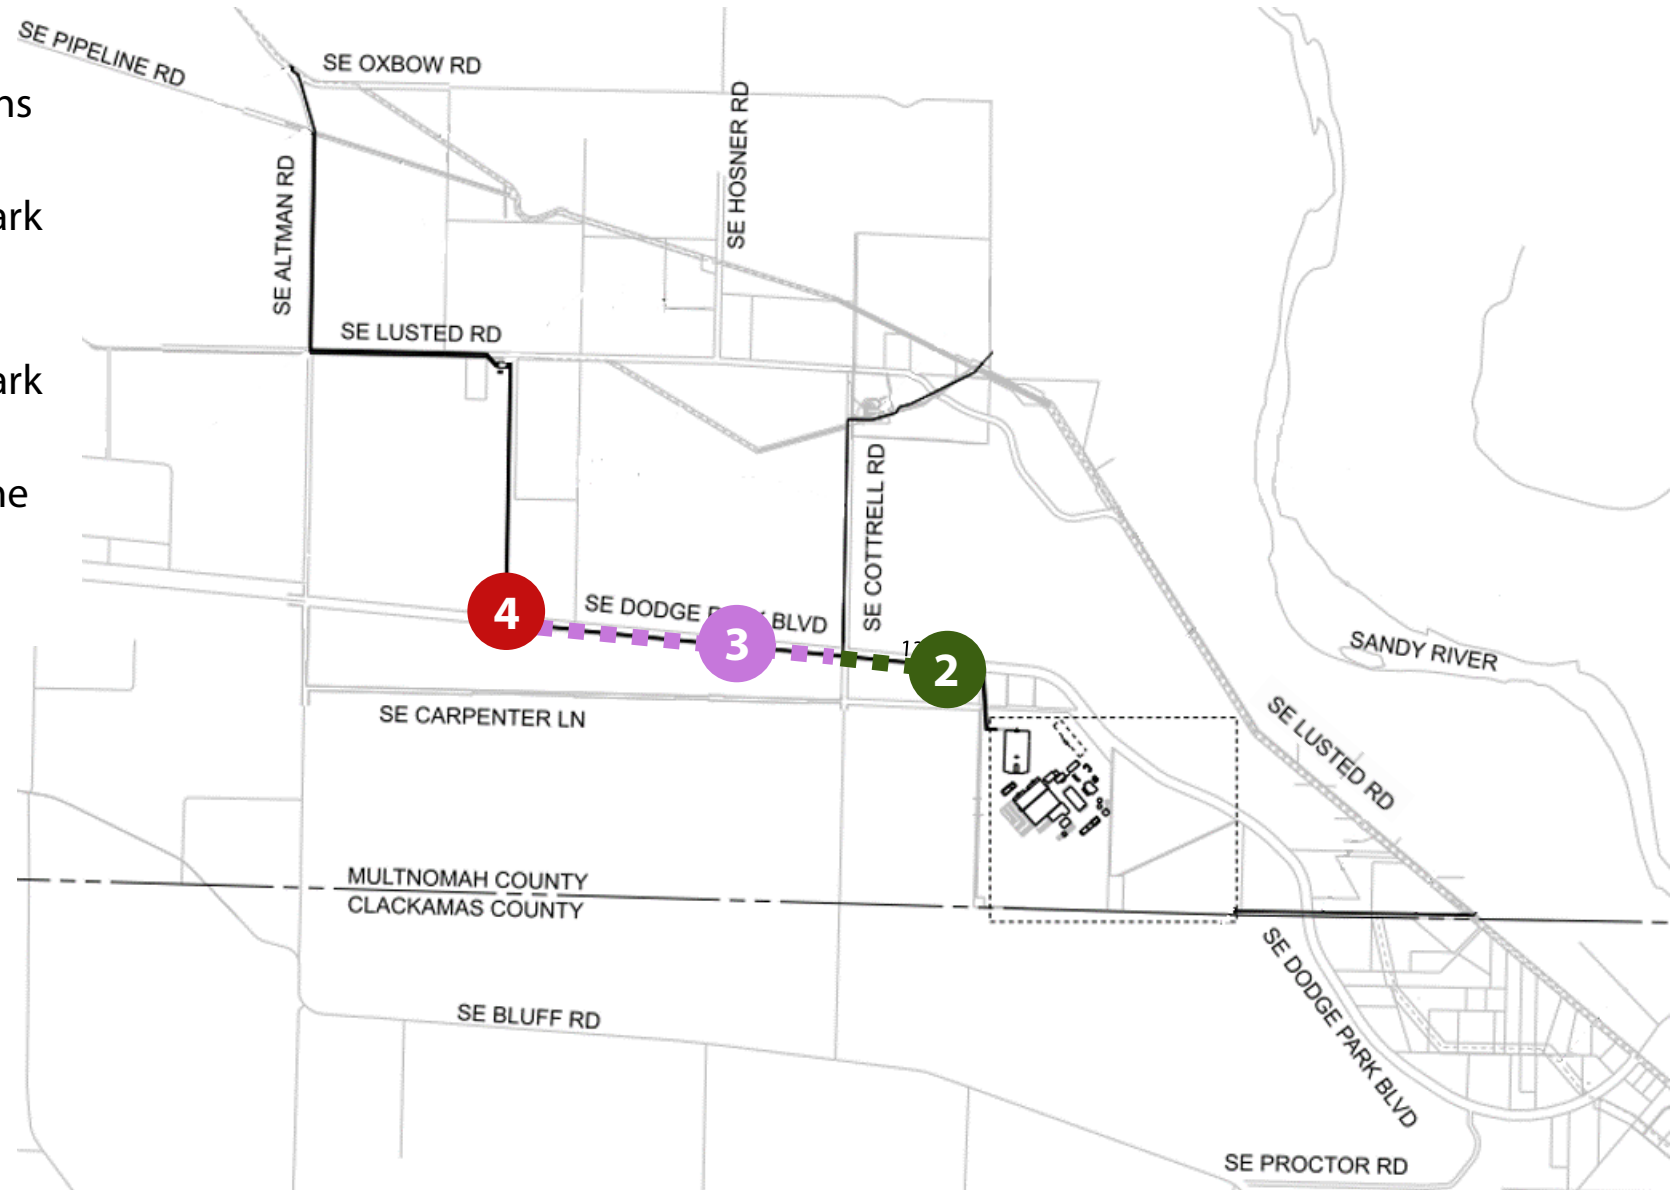 SE PIPELINE RD
SE OXBOW RD
ns
SE HOSNER RD
SE ALTMAN RD
ark
SE LUSTED RD
ark
SE COTTRELL RD
ne
4
SE DODGE BLVD
3
2
SANDY RIVER
SE CARPENTER LN
SE LUSTED RD
MULTNOMAH COUNTY
CLACKAMAS COUNTY
SE DODGE PARK BLVD
SE BLUFF RD
SE PROCTOR RD